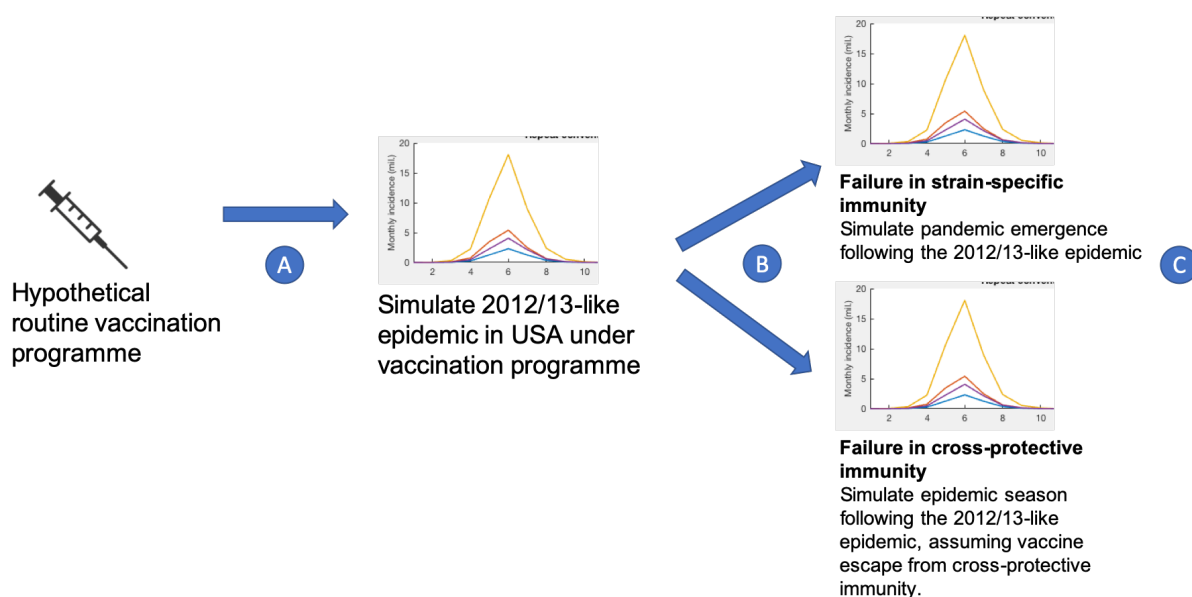 Hypothetical
routine vaccination
programme
A
Monthly incidence (mil.)
20
15
10
5
0
2 4 6 8 10
Simulate 2012/13-like
epidemic in USA under
vaccination programme
B
Monthly incidence (mil.)
20
15
10
5
0
2 4 6 8 10
Failure in strain-specific
immunity
Simulate pandemic emergence
following the 2012/13-like epidemic
Monthly incidence (mil.)
20
15
10
5
0
2 4 6 8 10
Failure in cross-protective
immunity
Simulate epidemic season
following the 2012/13-like
epidemic, assuming vaccine
escape from cross-protective
immunity.
C